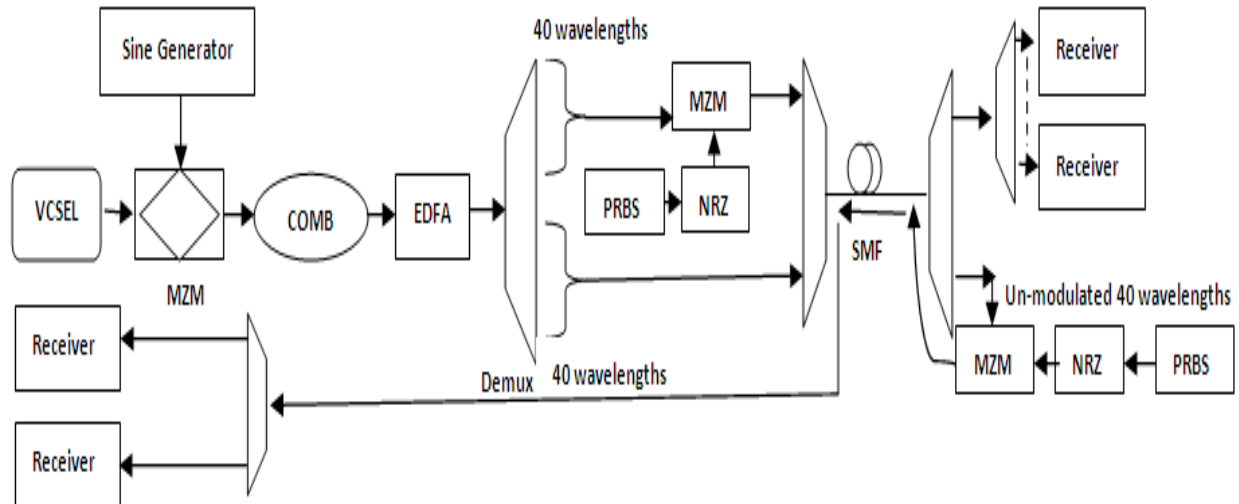 40 wavelengths
Sine Generator
Receiver
MZM
Receiver
VCSEL
COMB
EDFA
PRBS
NRZ
SMF
MZM
Un-modulated 40 wavelengths
Receiver
MZM
NRZ
PRBS
Demux
40 wavelengths
Receiver